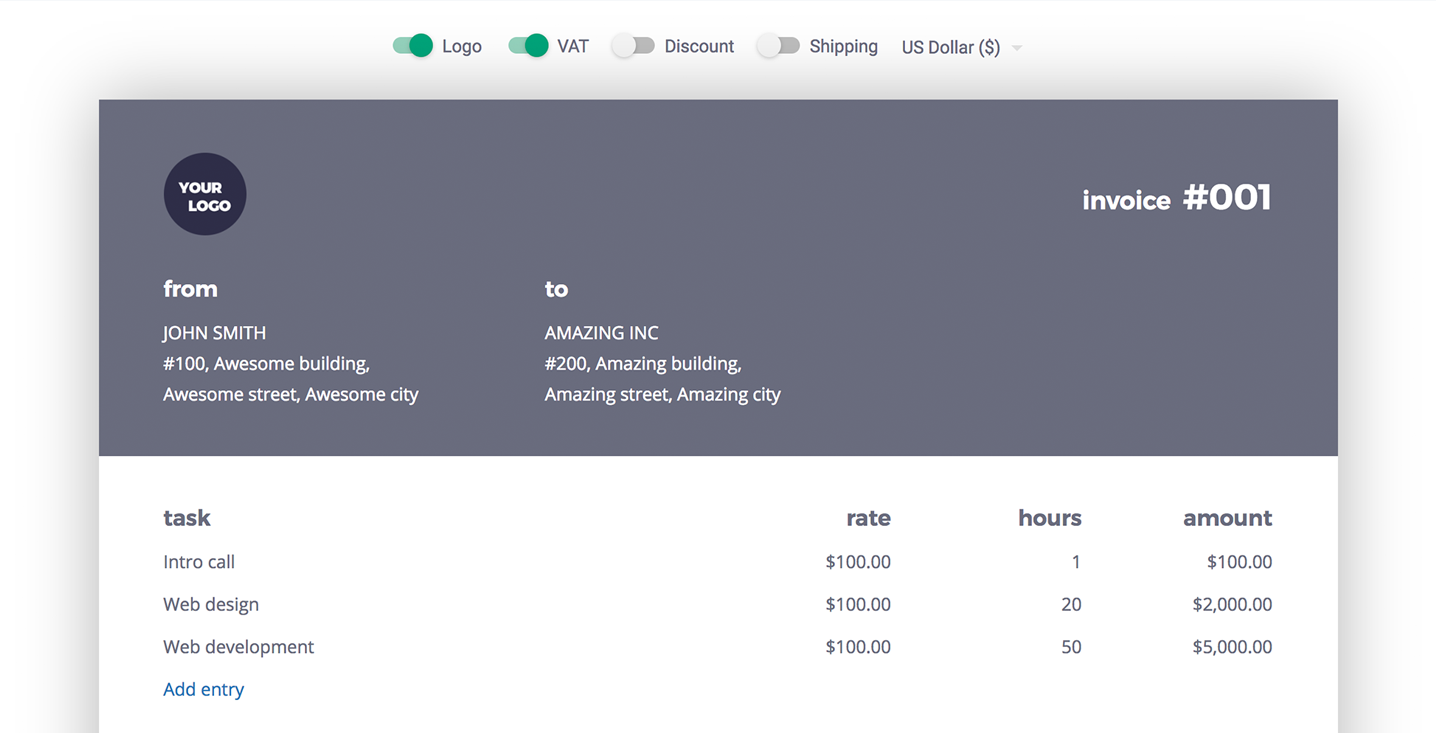 Logo VAT Discount Shipping US Dollar ($)
YOUR
LOGO
invoice #001
from to
JOHN SMITH AMAZING INC
#100, Awesome building, #200, Amazing building,
Awesome street, Awesome city Amazing street, Amazing city
task rate hours amount
Intro call $100.00 1 $100.00
Web design $100.00 20 $2,000.00
Web development $100.00 50 $5,000.00
Add entry